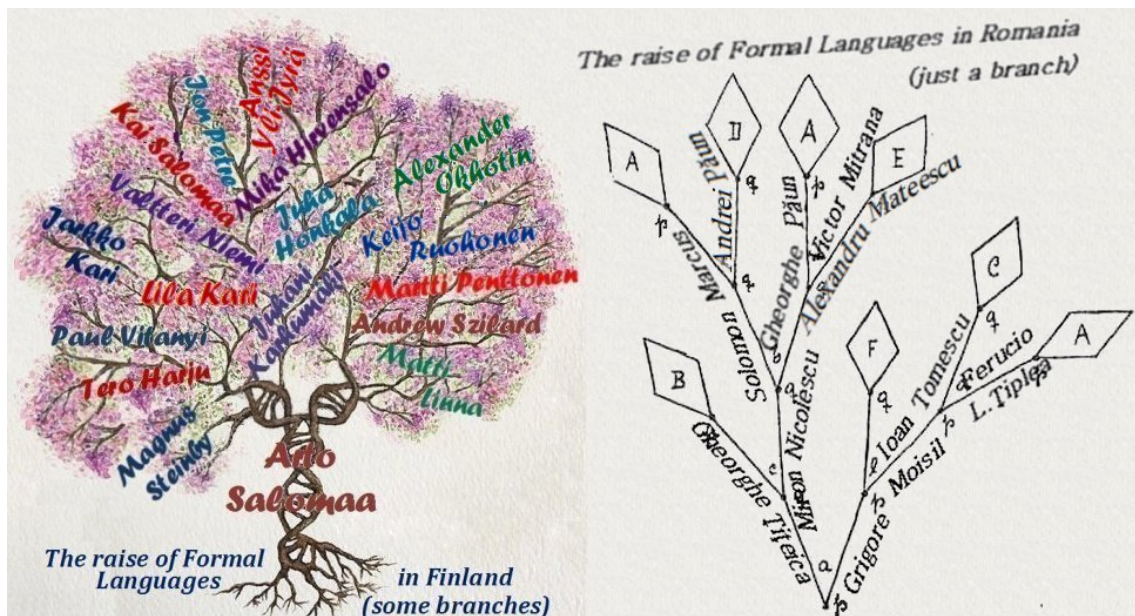 Anssi
Yli-Jyrä
Jon Petre
Kai Salomaa
Mika Hirvensalo
Alexander
Okhotin
Valtteri Niemi
Juha
Honkala
Keijo
Ruohonen
Jarkko
Kari
Lila Kari
Juhani
Karhumäki
Martti Penttonen
Paul Vitanyi
Andrew Szilard
Tero Harju
Matti
Linna
Magnus
Steinby
Arto
Salomaa
The raise of Formal
Languages
in Finland
(some branches)
The raise of Formal Languages in Romania
(just a branch)
A
D
A
E
Solomon Marcus
Andrei Păun
Gheorghe Păun
Victor Mitrana
Alexandru Mateescu
B
F
C
A
Gheorghe Țițeica
Miron Nicolescu
Grigore Moisil
Ioan Tomescu
Ferucio
L. Țiplea
p
q
p
q
q
q
q
p
c
a
p